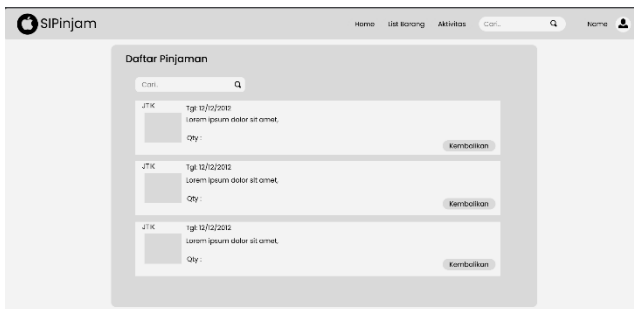 SIPinjam
Home List Barang Aktivitas Cari.. Name
Daftar Pinjaman
Cari..
JTIK
Tgl: 12/12/2012
Lorem ipsum dolor sit amet,
Qty :
Kembalikan
JTIK
Tgl: 12/12/2012
Lorem ipsum dolor sit amet,
Qty :
Kembalikan
JTIK
Tgl: 12/12/2012
Lorem ipsum dolor sit amet,
Qty :
Kembalikan